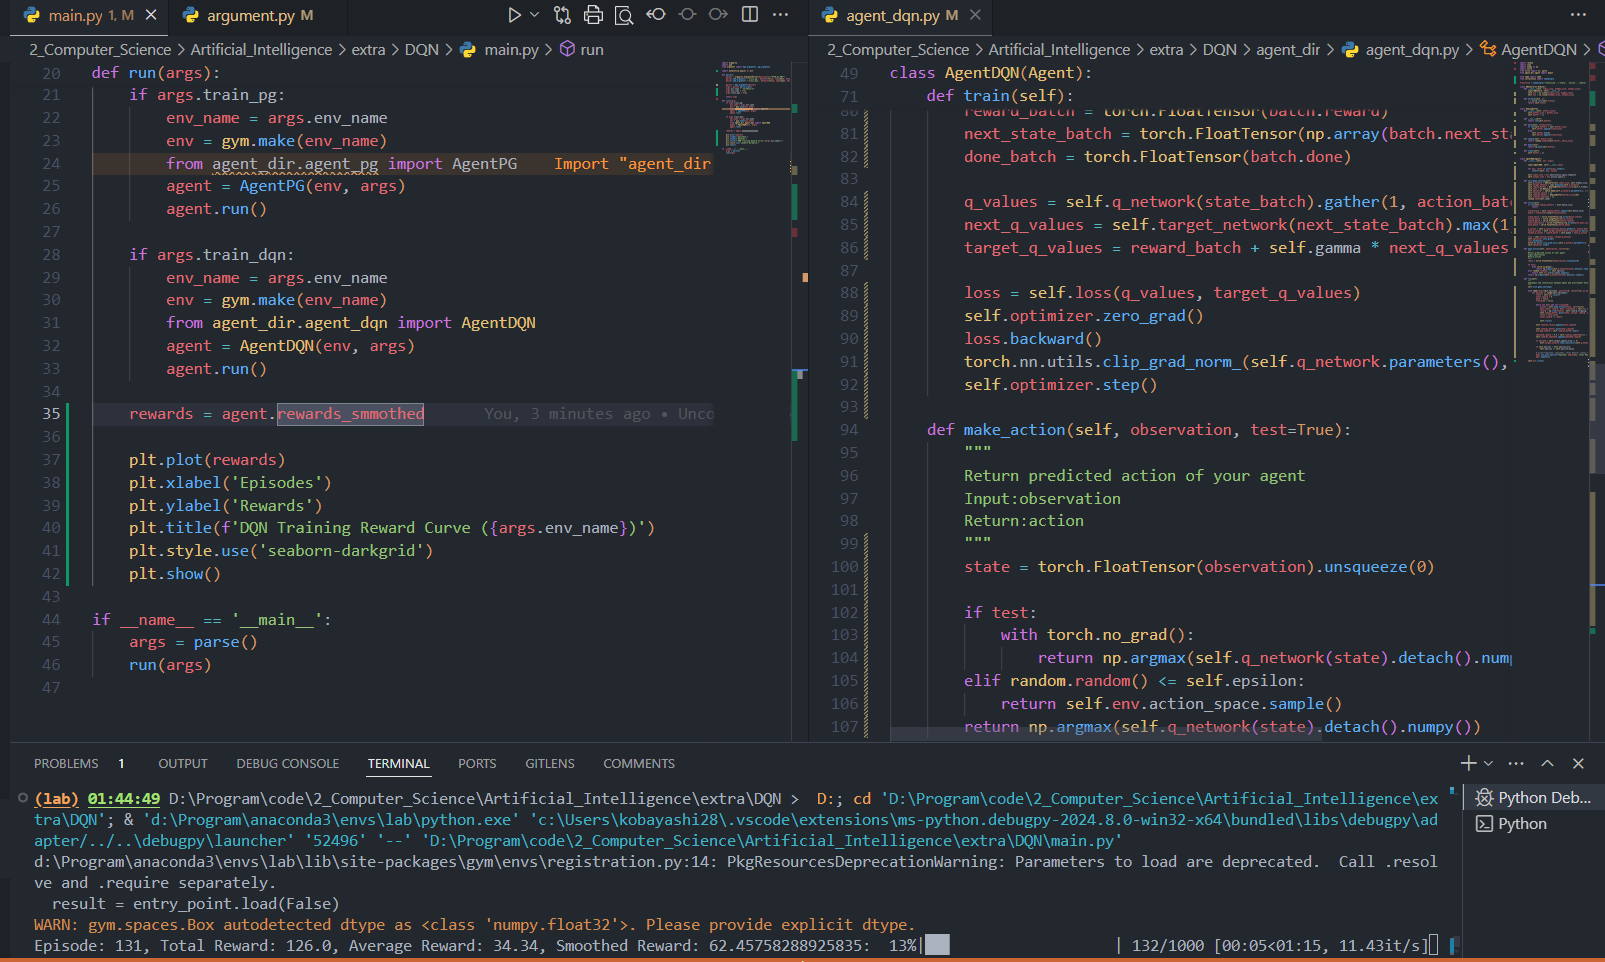 main.py 1, M
argument.py M
2_Computer_Science > Artificial_Intelligence > extra > DQN > main.py > run
20 def run(args):
21 if args.train_pg:
22 env_name = args.env_name
23 env = gym.make(env_name)
24 from agent_dir.agent_pg import AgentPG Import "agent_dir
25 agent = AgentPG(env, args)
26 agent.run()
27
28 if args.train_dqn:
29 env_name = args.env_name
30 env = gym.make(env_name)
31 from agent_dir.agent_dqn import AgentDQN
32 agent = AgentDQN(env, args)
33 agent.run()
34
35 rewards = agent.rewards_smmothed You, 3 minutes ago • Unco
36
37 plt.plot(rewards)
38 plt.xlabel('Episodes')
39 plt.ylabel('Rewards')
40 plt.title(f'DQN Training Reward Curve ({args.env_name})')
41 plt.style.use('seaborn-darkgrid')
42 plt.show()
43
44 if __name__ == '__main__':
45 args = parse()
46 run(args)
47
agent_dqn.py M
2_Computer_Science > Artificial_Intelligence > extra > DQN > agent_dir > agent_dqn.py > AgentDQN >
49 class AgentDQN(Agent):
71 def train(self):
80 reward_batch = torch.FloatTensor(batch.reward)
81 next_state_batch = torch.FloatTensor(np.array(batch.next_st
82 done_batch = torch.FloatTensor(batch.done)
83
84 q_values = self.q_network(state_batch).gather(1, action_bat
85 next_q_values = self.target_network(next_state_batch).max(1
86 target_q_values = reward_batch + self.gamma * next_q_values
87
88 loss = self.loss(q_values, target_q_values)
89 self.optimizer.zero_grad()
90 loss.backward()
91 torch.nn.utils.clip_grad_norm_(self.q_network.parameters(),
92 self.optimizer.step()
93
94 def make_action(self, observation, test=True):
95 """
96 Return predicted action of your agent
97 Input:observation
98 Return:action
99 """
100 state = torch.FloatTensor(observation).unsqueeze(0)
101
102 if test:
103 with torch.no_grad():
104 return np.argmax(self.q_network(state).detach().num
105 elif random.random() <= self.epsilon:
106 return self.env.action_space.sample()
107 return np.argmax(self.q_network(state).detach().numpy())
PROBLEMS 1 OUTPUT DEBUG CONSOLE TERMINAL PORTS GITLENS COMMENTS
(lab) 01:44:49 D:\Program\code\2_Computer_Science\Artificial_Intelligence\extra\DQN > D:; cd 'D:\Program\code\2_Computer_Science\Artificial_Intelligence\ex
tra\DQN'; & 'd:\Program\anaconda3\envs\lab\python.exe' 'c:\Users\kobayashi28\.vscode\extensions\ms-python.debugpy-2024.8.0-win32-x64\bundled\libs\debugpy\ad
apter/../..\debugpy\launcher' '52496' '--' 'D:\Program\code\2_Computer_Science\Artificial_Intelligence\extra\DQN\main.py'
d:\Program\anaconda3\envs\lab\lib\site-packages\gym\envs\registration.py:14: PkgResourcesDeprecationWarning: Parameters to load are deprecated. Call .resol
ve and .require separately.
result = entry_point.load(False)
WARN: gym.spaces.Box autodetected dtype as <class 'numpy.float32'>. Please provide explicit dtype.
Episode: 131, Total Reward: 126.0, Average Reward: 34.34, Smoothed Reward: 62.45758288925835: 13%| | 132/1000 [00:05<01:15, 11.43it/s]
Python Deb...
Python